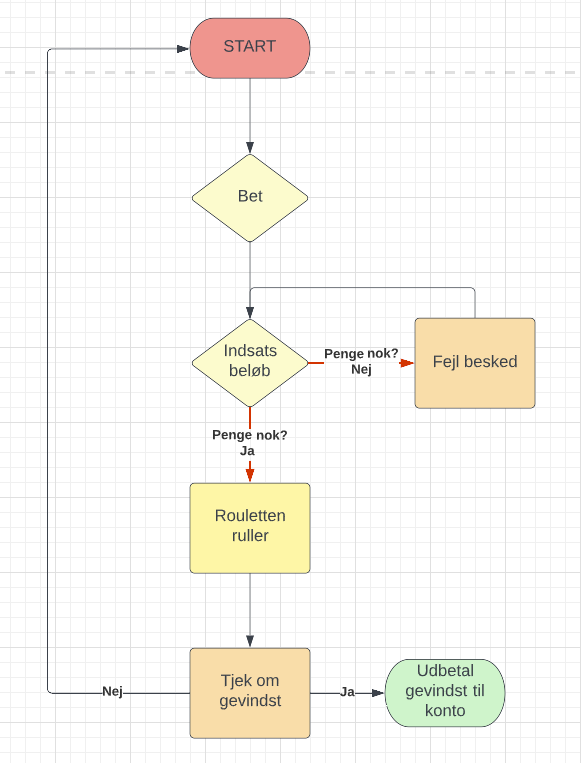 START
Bet
Indsats
beløb
Penge nok?
Nej
Fejl besked
Penge nok?
Ja
Rouletten
ruller
Tjek om
gevindst
Nej
Ja
Udbetal
gevindst til
konto